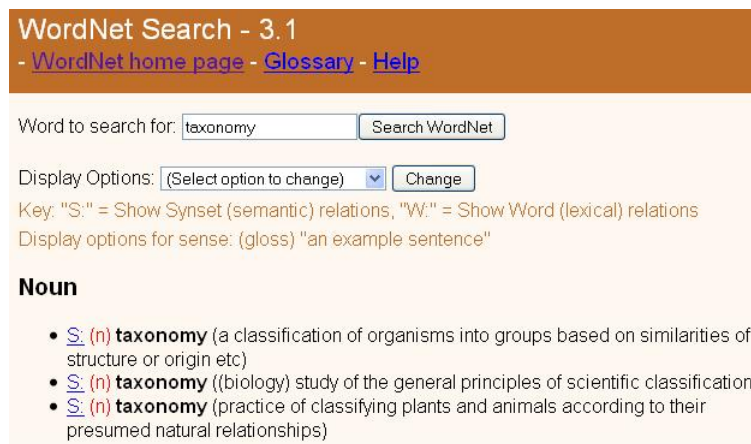 WordNet Search - 3.1
- WordNet home page - Glossary - Help
Word to search for: taxonomy Search WordNet
Display Options: (Select option to change) Change
Key: "S:" = Show Synset (semantic) relations, "W:" = Show Word (lexical) relations
Display options for sense: (gloss) "an example sentence"
Noun
• S: (n) taxonomy (a classification of organisms into groups based on similarities of
structure or origin etc)
• S: (n) taxonomy ((biology) study of the general principles of scientific classification
• S: (n) taxonomy (practice of classifying plants and animals according to their
presumed natural relationships)